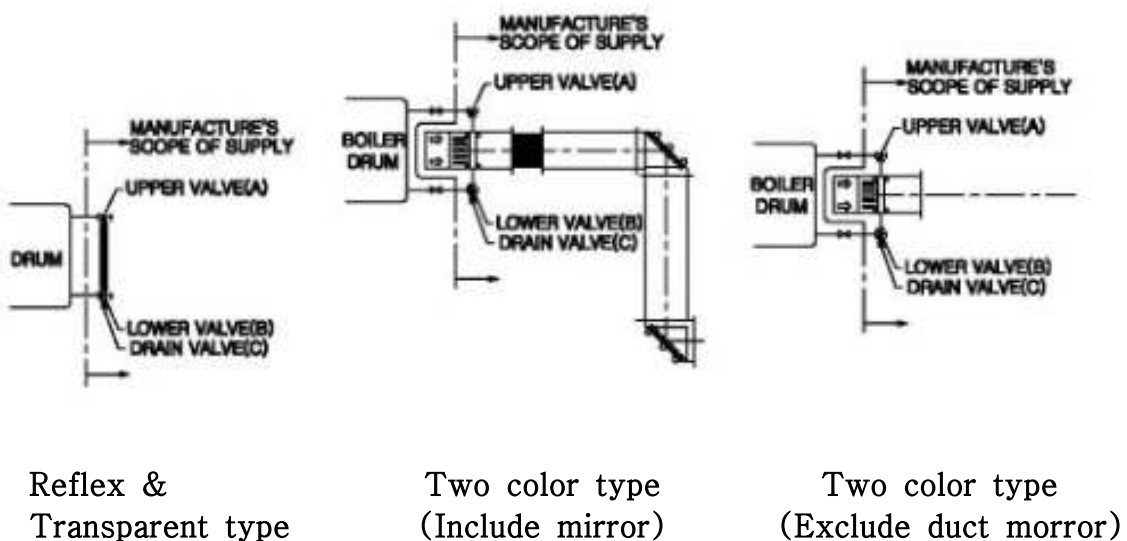 MANUFACTURE'S
SCOPE OF SUPPLY
UPPER VALVE(A)
DRUM
LOWER VALVE(B)
DRAIN VALVE(C)
Reflex &
Transparent type
MANUFACTURE'S
SCOPE OF SUPPLY
UPPER VALVE(A)
BOILER
DRUM
LOWER VALVE(B)
DRAIN VALVE(C)
Two color type
(Include mirror)
MANUFACTURE'S
SCOPE OF SUPPLY
UPPER VALVE(A)
BOILER
DRUM
LOWER VALVE(B)
DRAIN VALVE(C)
Two color type
(Exclude duct morror)